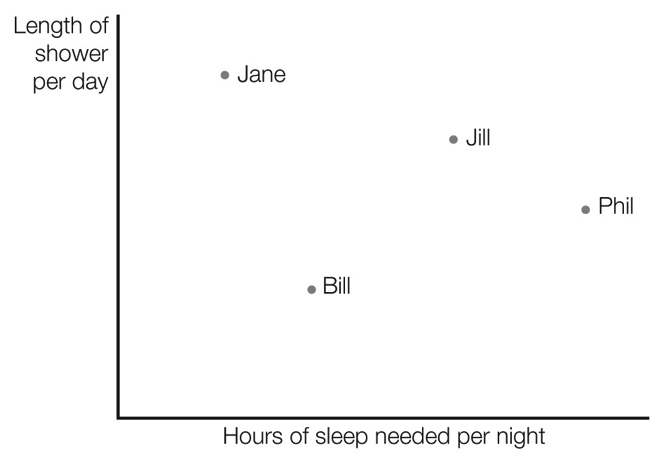 Length of
shower
per day
Jane
Jill
Phil
Bill
Hours of sleep needed per night